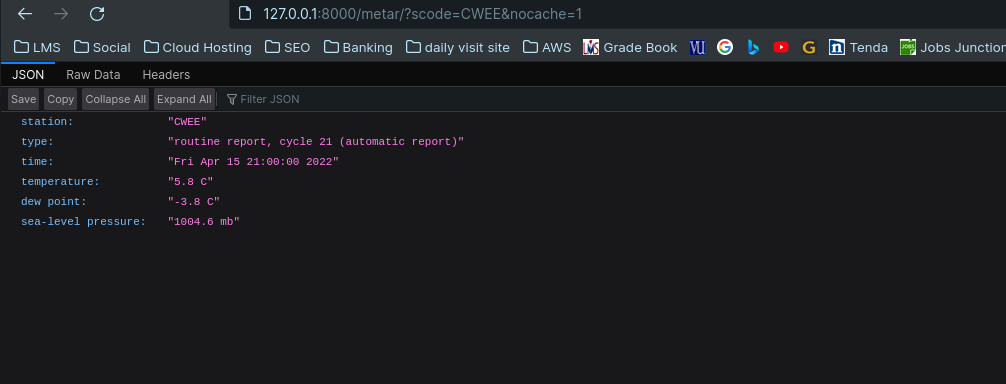 127.0.0.1:8000/metar/?scode=CWEE&nocache=1
LMS Social Cloud Hosting SEO Banking daily visit site AWS LMS Grade Book VU G Tenda JOBS Jobs Junction
JSON Raw Data Headers
Save Copy Collapse All Expand All Filter JSON
station: "CWEE"
type: "routine report, cycle 21 (automatic report)"
time: "Fri Apr 15 21:00:00 2022"
temperature: "5.8 C"
dew point: "-3.8 C"
sea-level pressure: "1004.6 mb"